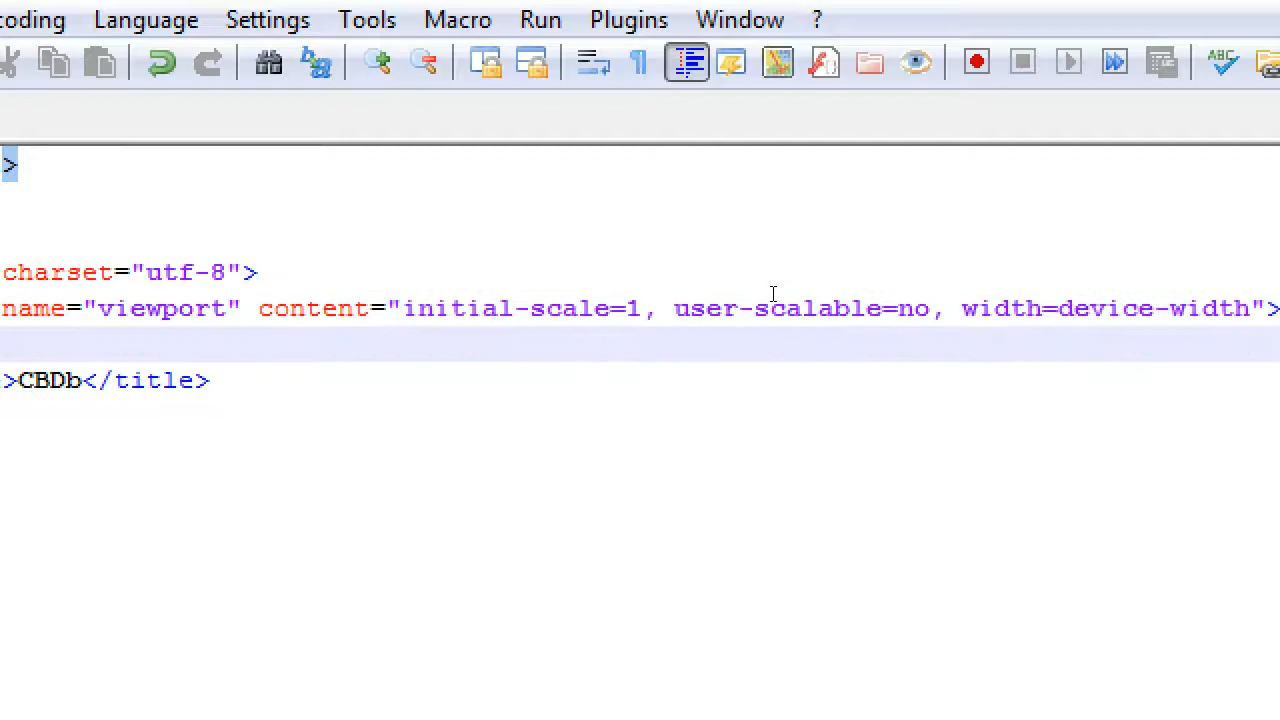 coding Language Settings Tools Macro Run Plugins Window ?
ABC
>
charset="utf-8">
name="viewport" content="initial-scale=1, user-scalable=no, width=device-width">
>CBDb</title>